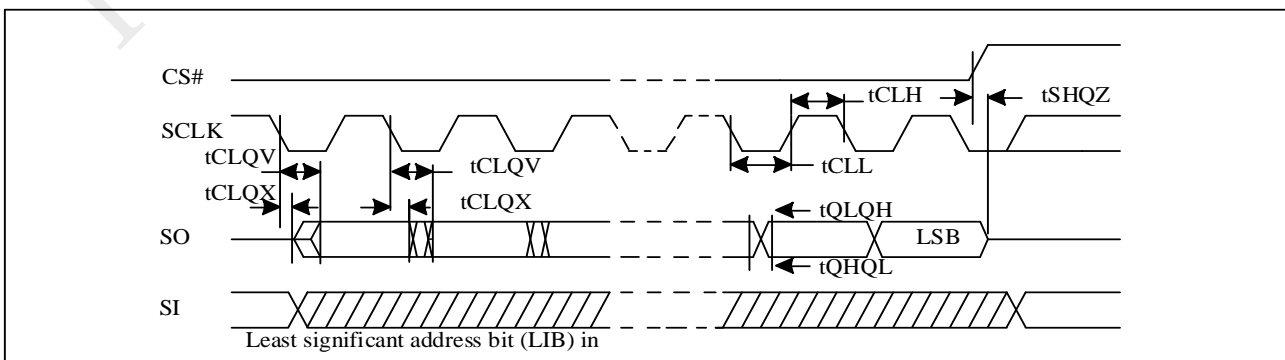 CS#
tCLH
tSHQZ
SCLK
tCLQV
tCLQV
tCLL
tCLQX
tCLQX
tQLQH
SO
LSB
tQHQL
SI
Least significant address bit (LIB) in